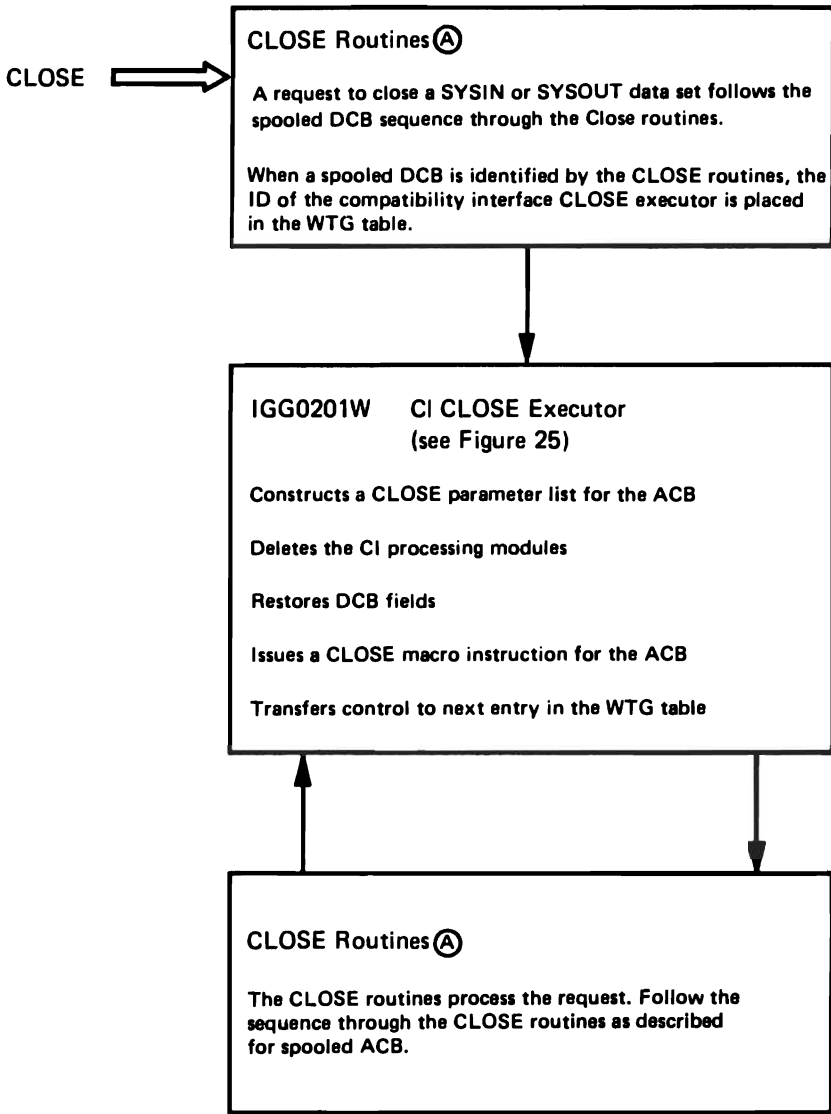 CLOSE Routines Ⓐ
CLOSE
A request to close a SYSIN or SYSOUT data set follows the
spooled DCB sequence through the Close routines.
When a spooled DCB is identified by the CLOSE routines, the
ID of the compatibility interface CLOSE executor is placed
in the WTG table.
IGG0201W CI CLOSE Executor
(see Figure 25)
Constructs a CLOSE parameter list for the ACB
Deletes the CI processing modules
Restores DCB fields
Issues a CLOSE macro instruction for the ACB
Transfers control to next entry in the WTG table
CLOSE Routines Ⓐ
The CLOSE routines process the request. Follow the
sequence through the CLOSE routines as described
for spooled ACB.